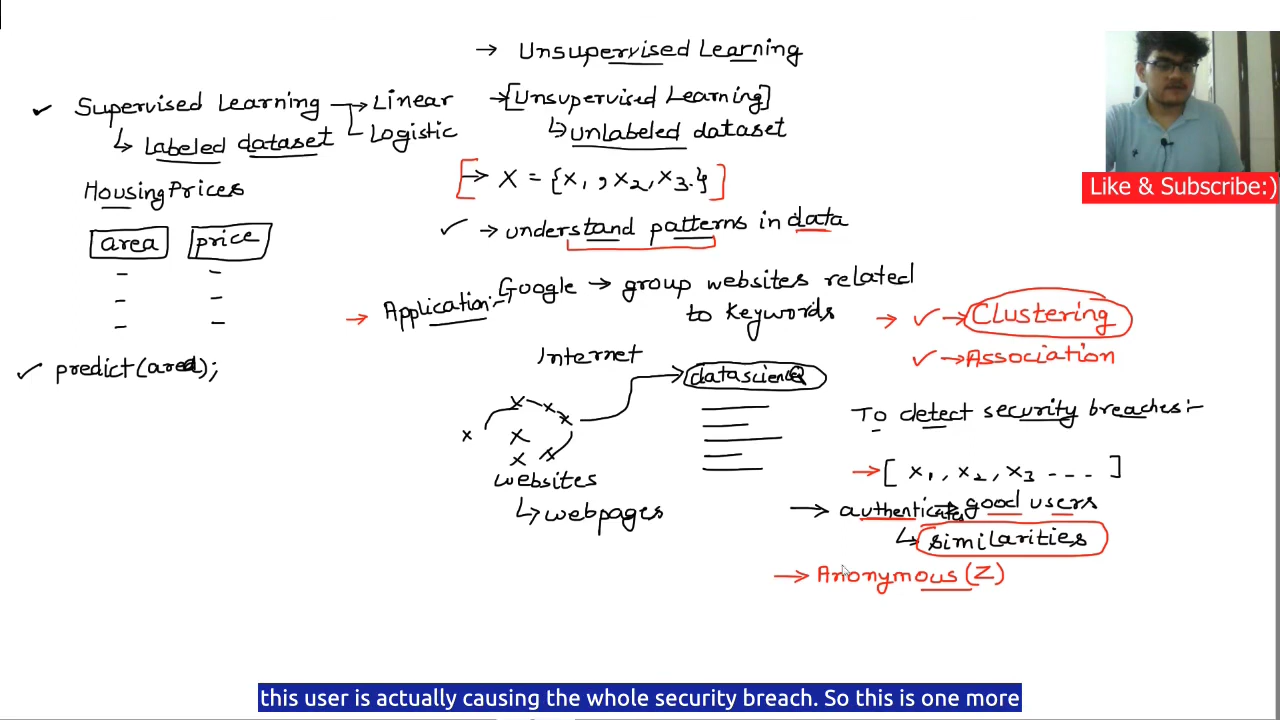 → Unsupervised Learning
✓ Supervised Learning → Linear
Logistic
↳ Labeled dataset
HousingPrices
area price
- -
- -
- -
✓ predict(area);
→ [Unsupervised Learning]
↳ unlabeled dataset
[→ X = {x₁, x₂, x₃.}]
✓ → understand patterns in data
→ Application:- Google → group websites related
to keywords
Internet
datascience
websites
↳ webpages
→ ✓ → Clustering
✓ → Association
To detect security breaches:-
→ [ x₁, x₂, x₃ --- ]
→ authenticates → good users
↳ similarities
→ Anonymous(Z)
Like & Subscribe:)
this user is actually causing the whole security breach. So this is one more